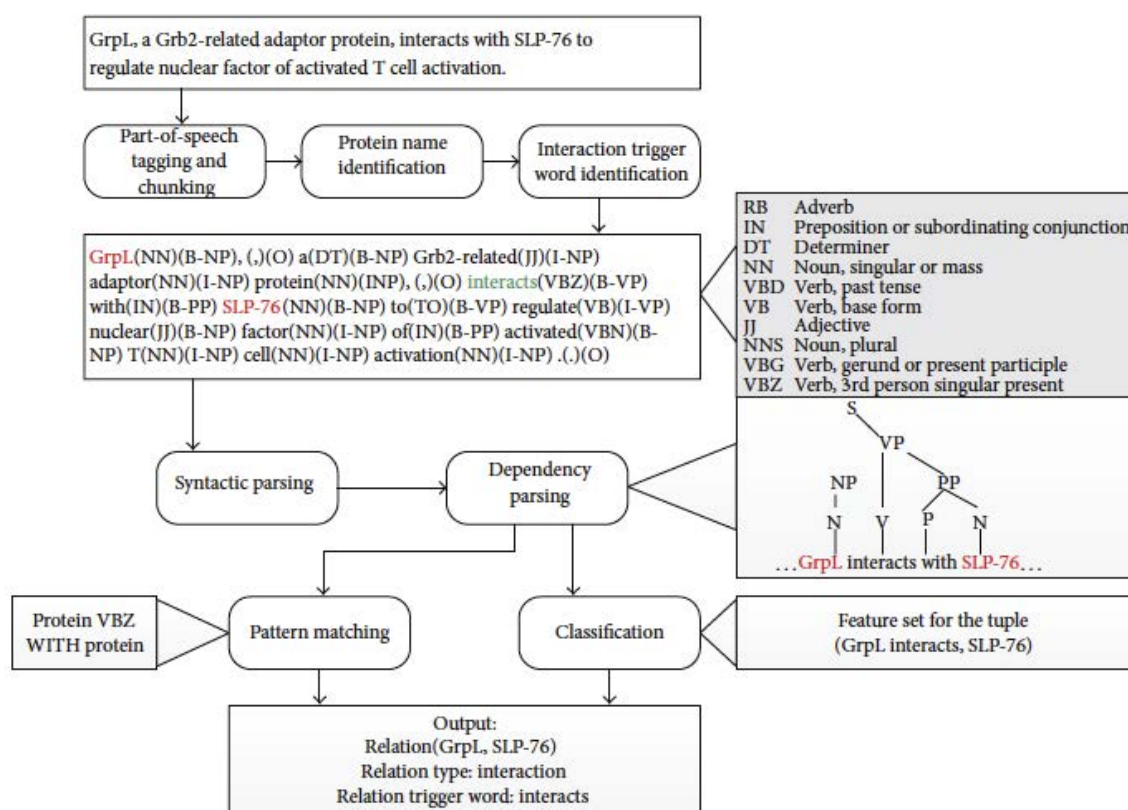 GrpL, a Grb2-related adaptor protein, interacts with SLP-76 to
regulate nuclear factor of activated T cell activation.
Part-of-speech
tagging and
chunking
Protein name
identification
Interaction trigger
word identification
GrpL(NN)(B-NP), (,)(O) a(DT)(B-NP) Grb2-related(JJ)(I-NP)
adaptor(NN)(I-NP) protein(NN)(INP), (,)(O) interacts(VBZ)(B-VP)
with(IN)(B-PP) SLP-76(NN)(B-NP) to(TO)(B-VP) regulate(VB)(I-VP)
nuclear(JJ)(B-NP) factor(NN)(I-NP) of(IN)(B-PP) activated(VBN)(B-
NP) T(NN)(I-NP) cell(NN)(I-NP) activation(NN)(I-NP) .(.)(O)
RB Adverb
IN Preposition or subordinating conjunction
DT Determiner
NN Noun, singular or mass
VBD Verb, past tense
VB Verb, base form
JJ Adjective
NNS Noun, plural
VBG Verb, gerund or present participle
VBZ Verb, 3rd person singular present
Syntactic parsing
Dependency
parsing
S
VP
NP PP
N V P N
...GrpL interacts with SLP-76...
Protein VBZ
WITH protein
Pattern matching
Classification
Feature set for the tuple
(GrpL interacts, SLP-76)
Output:
Relation(GrpL, SLP-76)
Relation type: interaction
Relation trigger word: interacts